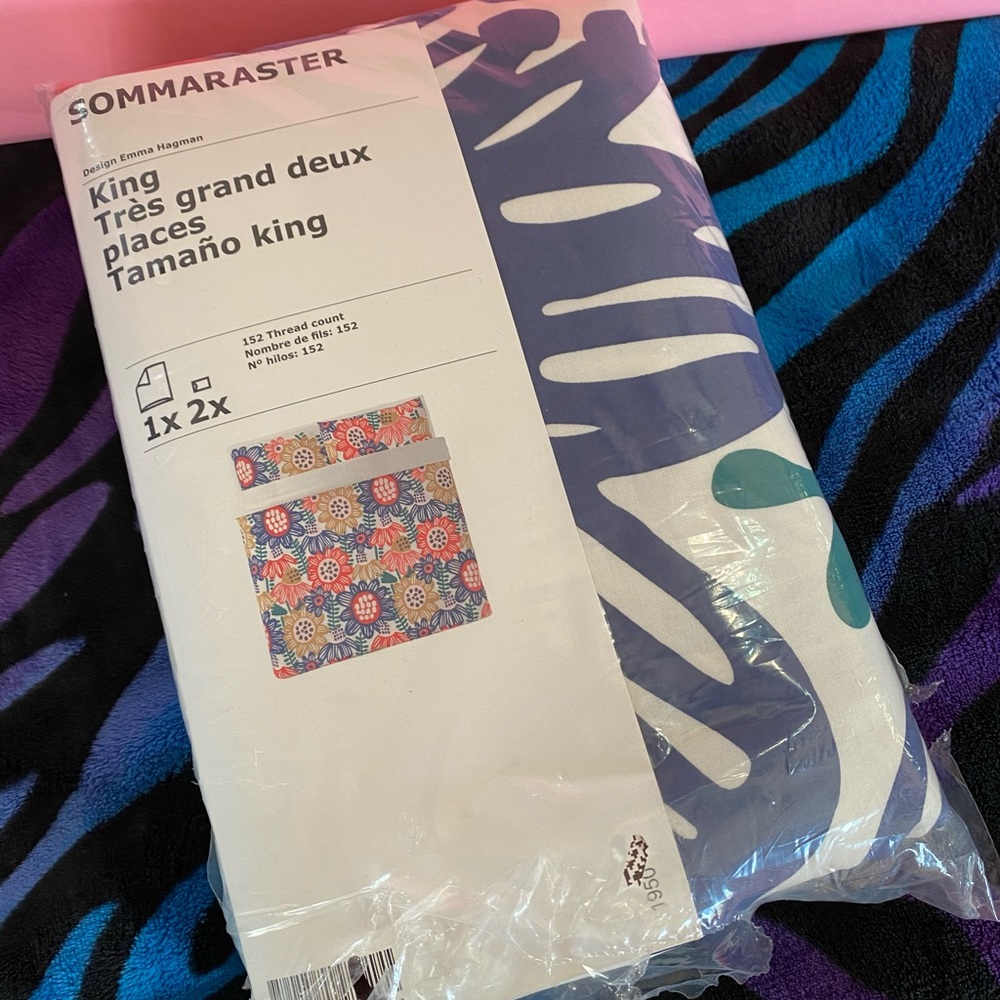 SOMMARASTER
Design Emma Hagman
King
Très grand deux
places
Tamaño king
152 Thread count
Nombre de fils: 152
Nº hilos: 152
1x 2x
1950